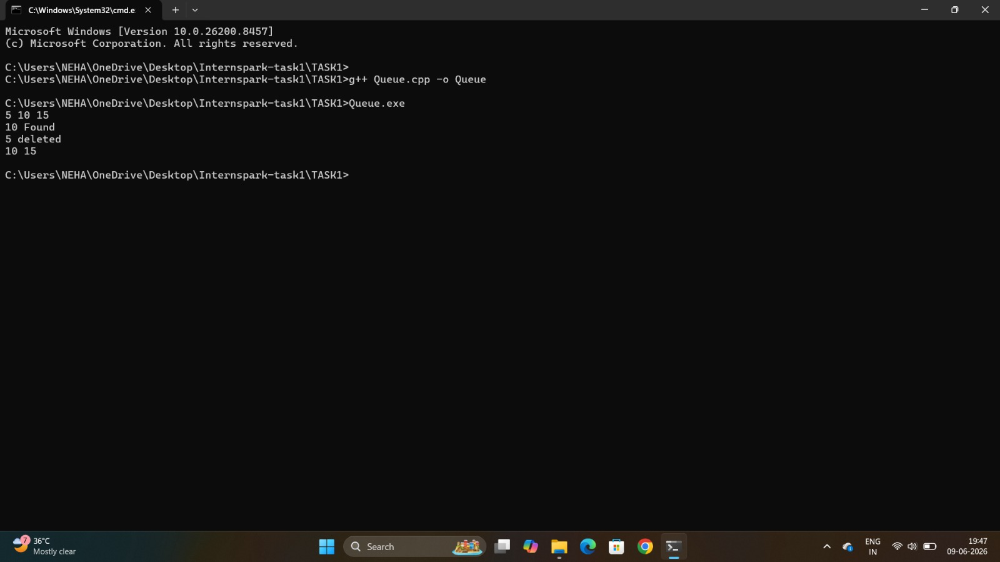 C:\Windows\System32\cmd.e
Microsoft Windows [Version 10.0.26200.8457]
(c) Microsoft Corporation. All rights reserved.
C:\Users\NEHA\OneDrive\Desktop\Internspark-task1\TASK1>
C:\Users\NEHA\OneDrive\Desktop\Internspark-task1\TASK1>g++ Queue.cpp -o Queue
C:\Users\NEHA\OneDrive\Desktop\Internspark-task1\TASK1>Queue.exe
5 10 15
10 Found
5 deleted
10 15
C:\Users\NEHA\OneDrive\Desktop\Internspark-task1\TASK1>
7
36°C
Mostly clear
Search
ENG
IN
19:47
09-06-2026